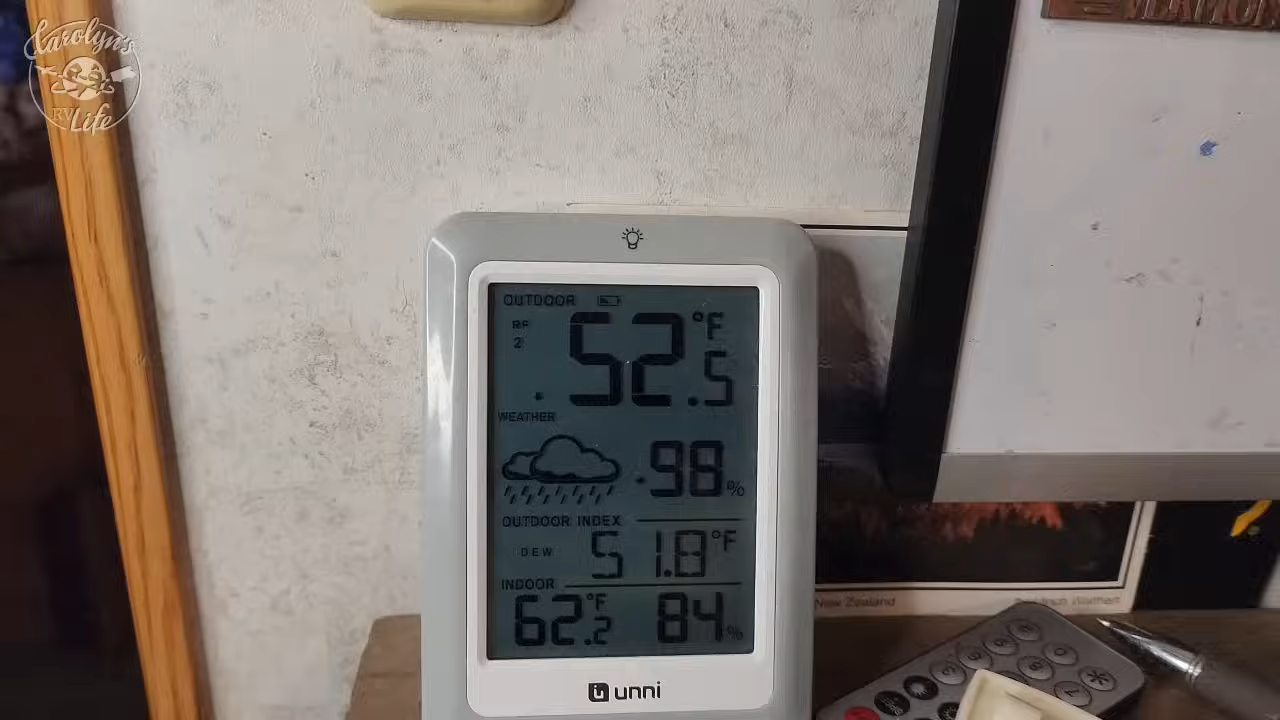 Carolyn's
RV Life
VERMONT
OUTDOOR
RF
2
52.5 °F
WEATHER
98 %
OUTDOOR INDEX
DEW 51.8 °F
INDOOR
62.2 °F 84 %
unni
New Zealand